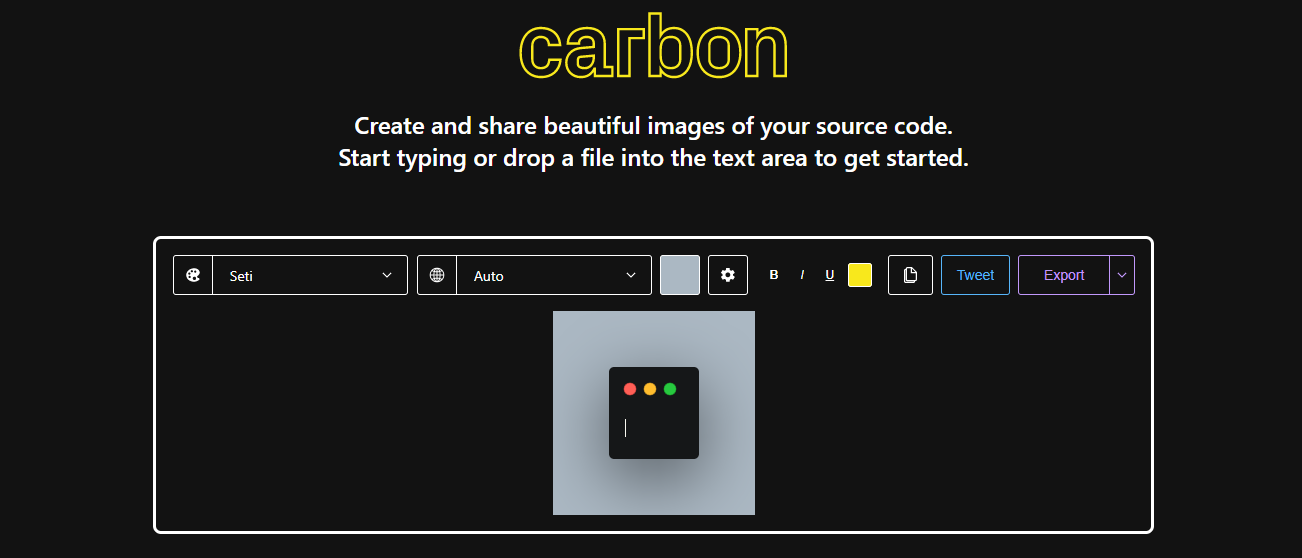 carbon
Create and share beautiful images of your source code.
Start typing or drop a file into the text area to get started.
Seti Auto B I U Tweet Export